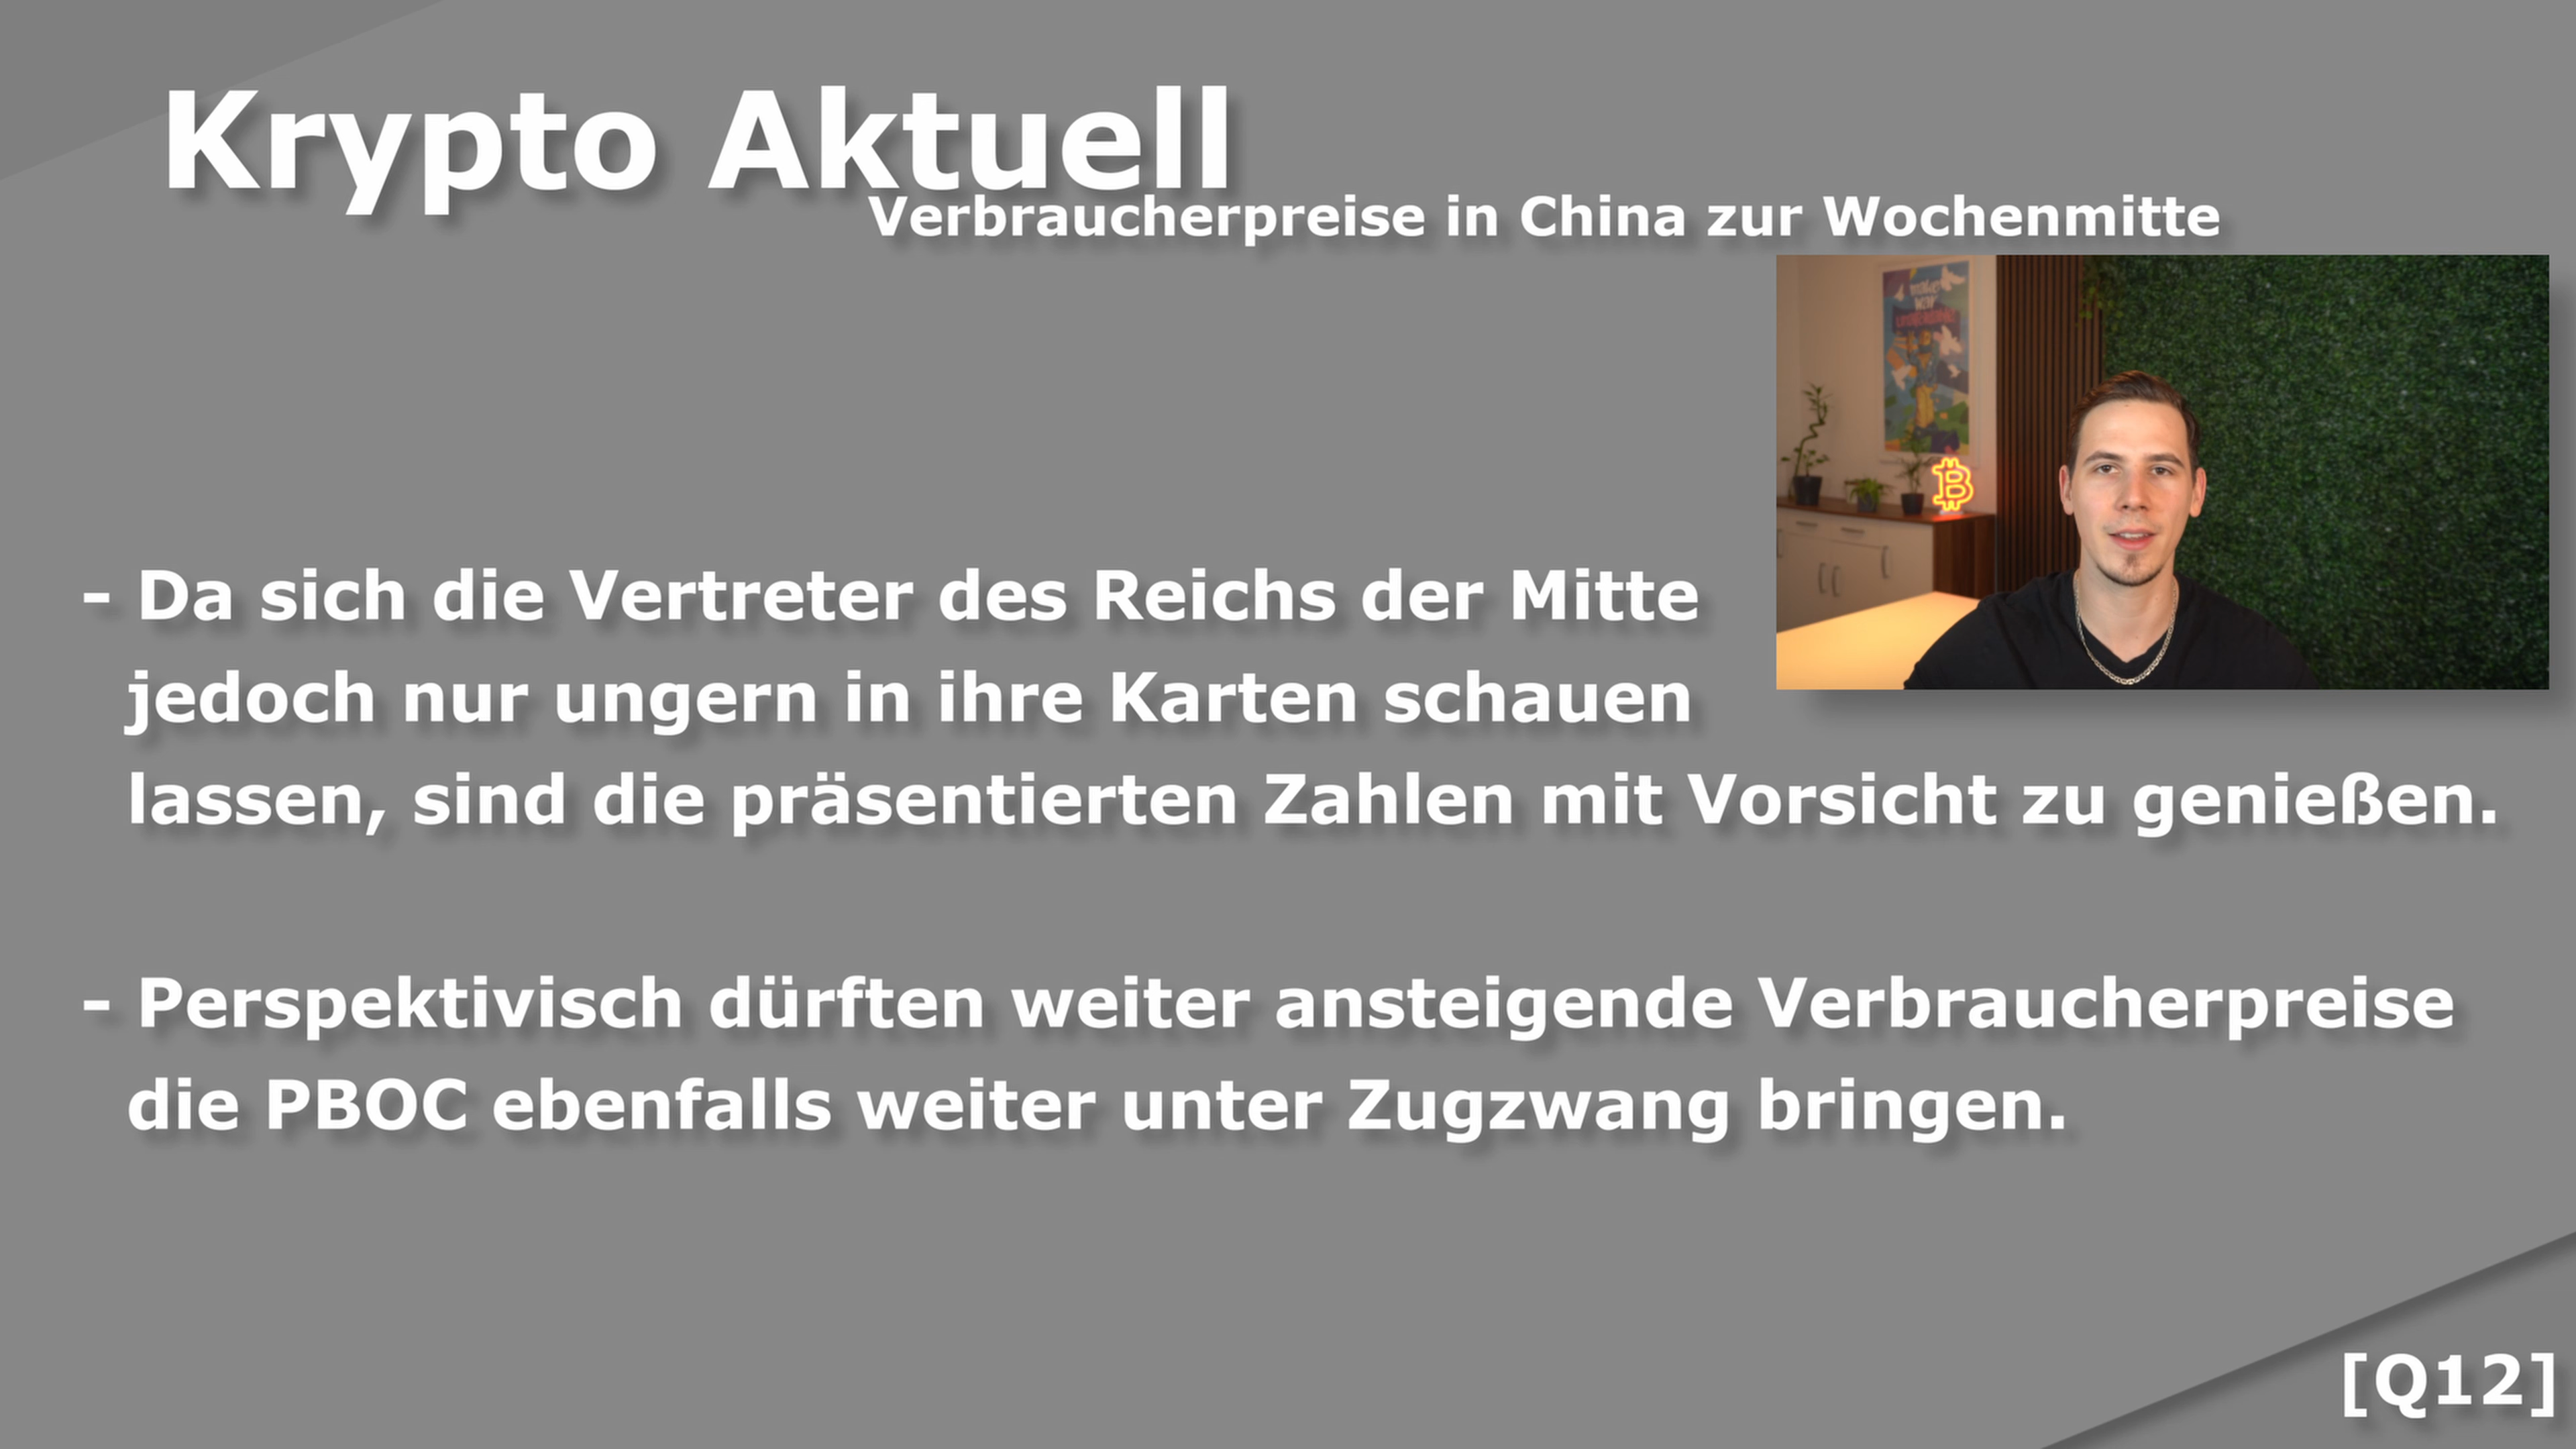 Krypto Aktuell
Verbraucherpreise in China zur Wochenmitte
- Da sich die Vertreter des Reichs der Mitte
jedoch nur ungern in ihre Karten schauen
lassen, sind die präsentierten Zahlen mit Vorsicht zu genießen.
- Perspektivisch dürften weiter ansteigende Verbraucherpreise
die PBOC ebenfalls weiter unter Zugzwang bringen.
[Q12]